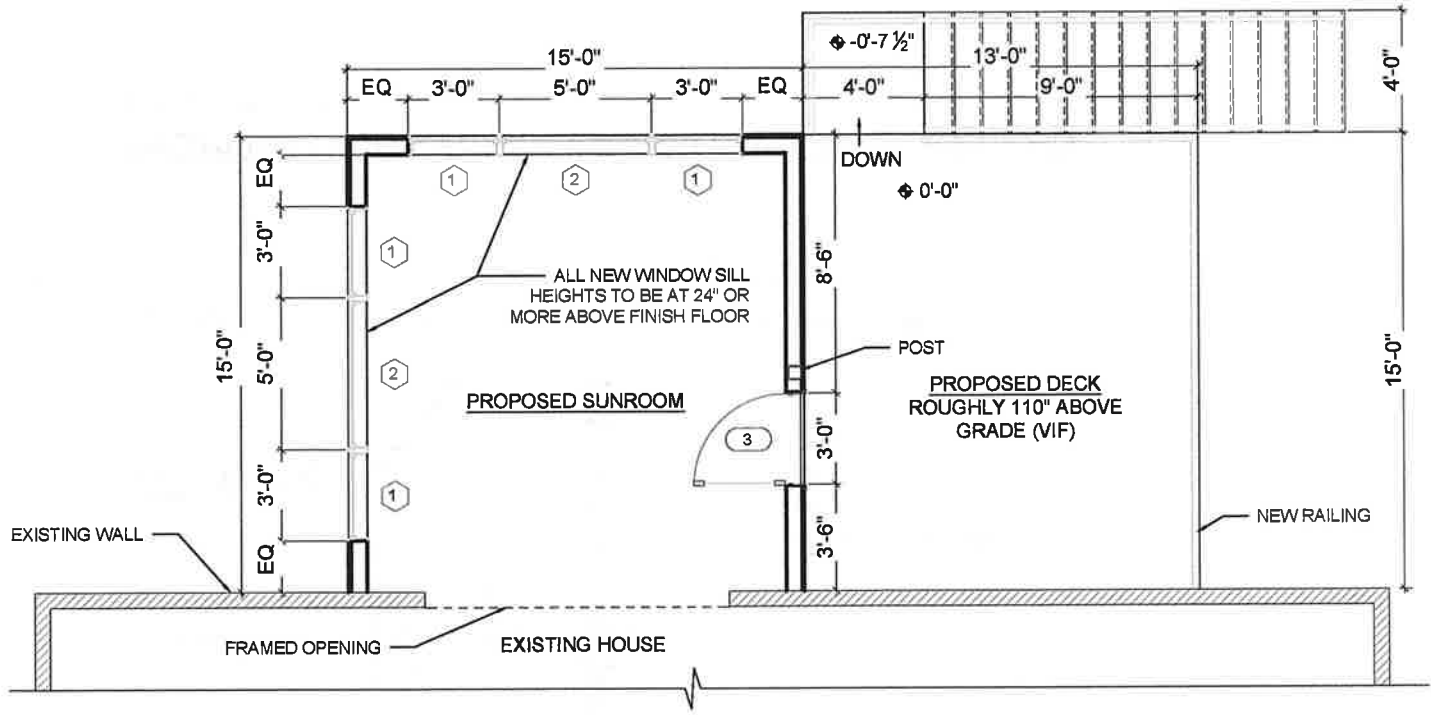 -0'-7 ½"
15'-0"
13'-0"
EQ
3'-0"
5'-0"
3'-0"
EQ
4'-0"
9'-0"
4'-0"
DOWN
0'-0"
1
2
1
EQ
3'-0"
5'-0"
3'-0"
EQ
15'-0"
1
2
1
ALL NEW WINDOW SILL
HEIGHTS TO BE AT 24" OR
MORE ABOVE FINISH FLOOR
8'-6"
POST
PROPOSED SUNROOM
PROPOSED DECK
ROUGHLY 110" ABOVE
GRADE (VIF)
15'-0"
3
3'-0"
3'-6"
NEW RAILING
EXISTING WALL
FRAMED OPENING
EXISTING HOUSE